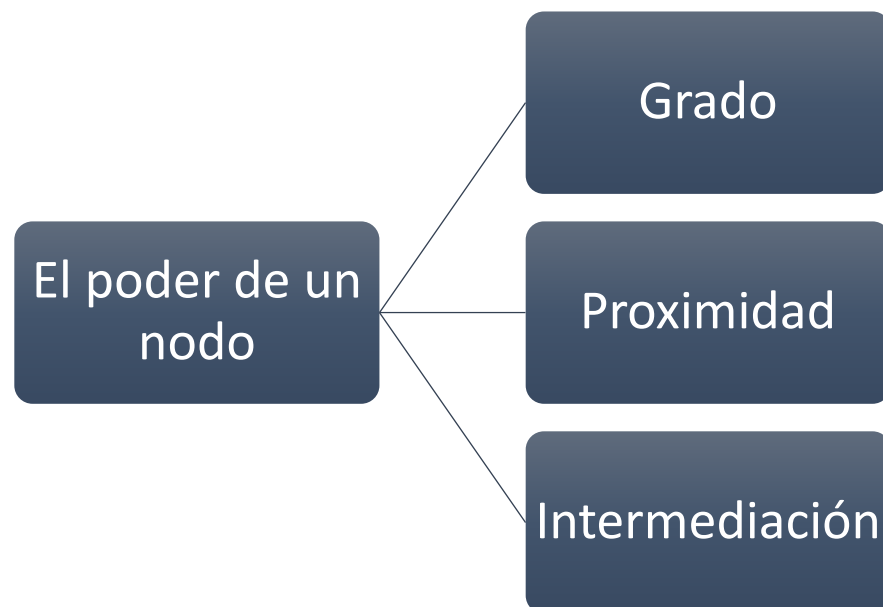 Grado
El poder de un
nodo
Proximidad
Intermediación